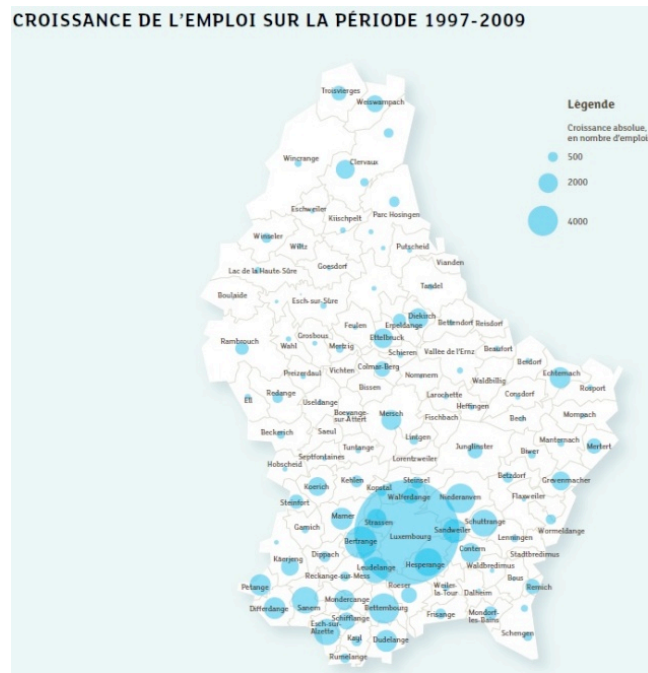 CROISSANCE DE L'EMPLOI SUR LA PÉRIODE 1997-2009
Légende
Croissance absolue,
en nombre d'emploi
500
2000
4000
Troisvierges
Weiswampach
Wincrange
Clervaux
Eschweiler
Kiischpelt
Parc Hosingen
Winseler
Wiltz
Putscheid
Goesdorf
Vianden
Lac de la Haute-Sûre
Tandel
Boulaide
Esch-sur-Sûre
Diekirch
Feulen
Erpeldange
Bettendorf
Reisdorf
Grosbous
Ettelbruck
Rambrouch
Wahl
Mertzig
Schieren
Vallée de l'Ernz
Beaufort
Berdorf
Colmar-Berg
Preizerdaul
Vichten
Nommern
Waldbillig
Echternach
Bissen
Rosport
Ell
Redange
Useldange
Larochette
Consdorf
Heffingen
Boevange-
sur-Attert
Mersch
Fischbach
Bech
Mompach
Beckerich
Saeul
Lintgen
Tuntange
Junglinster
Manternach
Mertert
Biwer
Septfontaines
Lorentzweiler
Hobscheid
Kehlen
Steinsel
Betzdorf
Grevenmacher
Koerich
Kopstal
Walferdange
Niederanven
Flaxweiler
Steinfort
Mamer
Strassen
Schuttrange
Wormeldange
Garnich
Luxembourg
Sandweiler
Lenningen
Bertrange
Contern
Stadtbredimus
Dippach
Hesperange
Käerjeng
Leudelange
Waldbredimus
Reckange-sur-Mess
Bous
Petange
Roeser
Weiler-
la-Tour
Dalheim
Remich
Mondercange
Differdange
Sanem
Bettembourg
Frisange
Mondorf-
les-Bains
Schifflange
Esch-sur-
Alzette
Schengen
Kayl
Dudelange
Rumelange